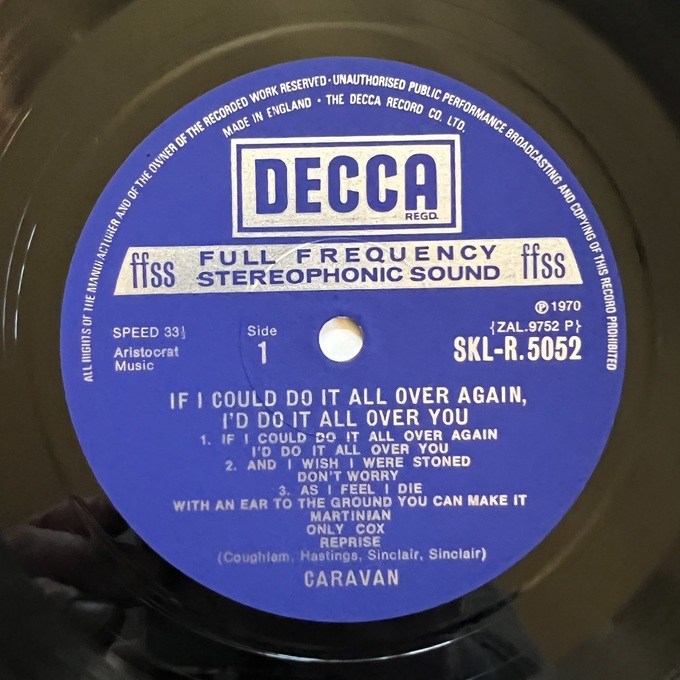 ALL RIGHTS OF THE MANUFACTURER AND OF THE OWNER OF THE RECORDED WORK RESERVED · UNAUTHORISED PUBLIC PERFORMANCE BROADCASTING AND COPYING OF THIS RECORD PROHIBITED
MADE IN ENGLAND · THE DECCA RECORD CO. LTD.
DECCA
REGD.
ffss FULL FREQUENCY STEREOPHONIC SOUND ffss
℗ 1970
SPEED 33⅓ Side {ZAL.9752 P}
1 SKL-R.5052
Aristocrat
Music
IF I COULD DO IT ALL OVER AGAIN,
I'D DO IT ALL OVER YOU
1. IF I COULD DO IT ALL OVER AGAIN
I'D DO IT ALL OVER YOU
2. AND I WISH I WERE STONED
DON'T WORRY
3. AS I FEEL I DIE
WITH AN EAR TO THE GROUND YOU CAN MAKE IT
MARTINIAN
ONLY COX
REPRISE
(Coughlam, Hastings, Sinclair, Sinclair)
CARAVAN